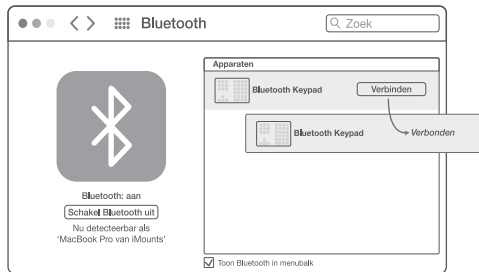 Bluetooth
Zoek
Apparaten
Bluetooth Keypad
Verbinden
Bluetooth Keypad
Verbonden
Bluetooth: aan
Schakel Bluetooth uit
Nu detecteerbar als
'MacBook Pro van iMounts'
Toon Bluetooth in menubalk